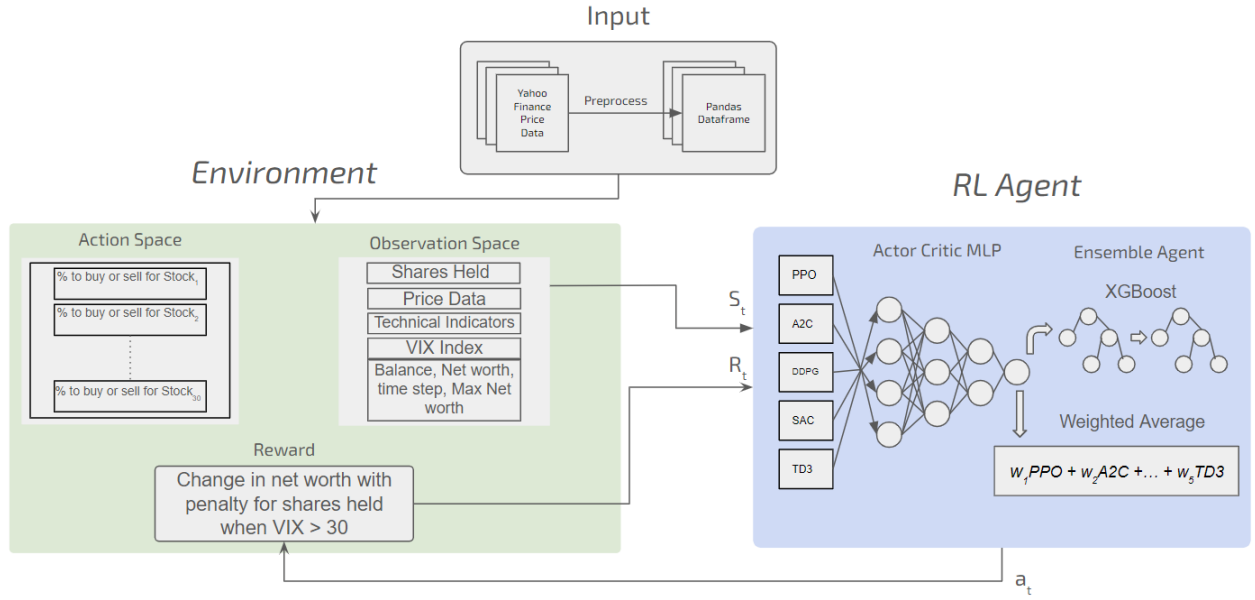 Input
Yahoo
Finance
Price
Data
Preprocess
Pandas
Dataframe
Environment
Action Space
% to buy or sell for Stock1
% to buy or sell for Stock2
% to buy or sell for Stock30
Observation Space
Shares Held
Price Data
Technical Indicators
VIX Index
Balance, Net worth,
time step, Max Net
worth
Reward
Change in net worth with
penalty for shares held
when VIX > 30
St
Rt
RL Agent
Actor Critic MLP
PPO
A2C
DDPG
SAC
TD3
Ensemble Agent
XGBoost
Weighted Average
w1PPO + w2A2C +... + w5TD3
at